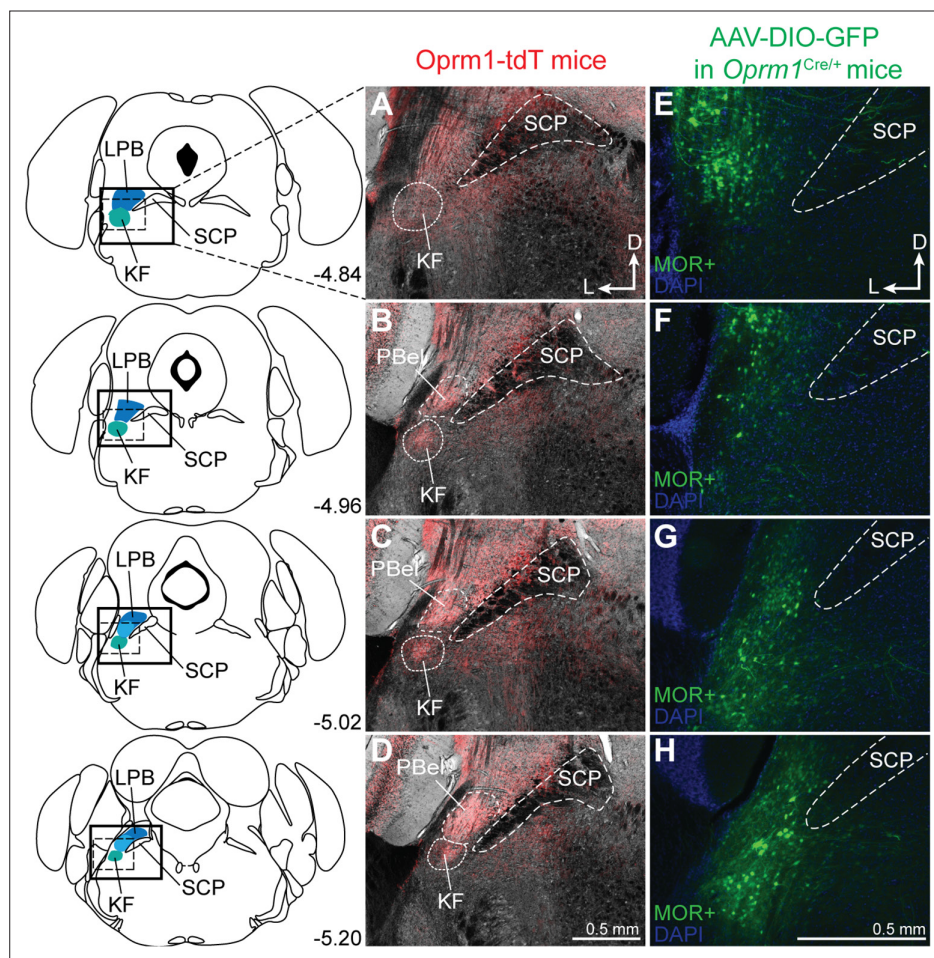 Oprm1-tdT mice
AAV-DIO-GFP
in Oprm1Cre/+ mice
LPB
KF
SCP
-4.84
A
SCP
KF
D
L
E
SCP
MOR+
DAPI
D
L
LPB
KF
SCP
-4.96
B
PBel
SCP
KF
F
SCP
MOR+
DAPI
LPB
KF
SCP
-5.02
C
PBel
SCP
KF
G
SCP
MOR+
DAPI
LPB
KF
SCP
-5.20
D
PBel
SCP
KF
0.5 mm
H
SCP
MOR+
DAPI
0.5 mm